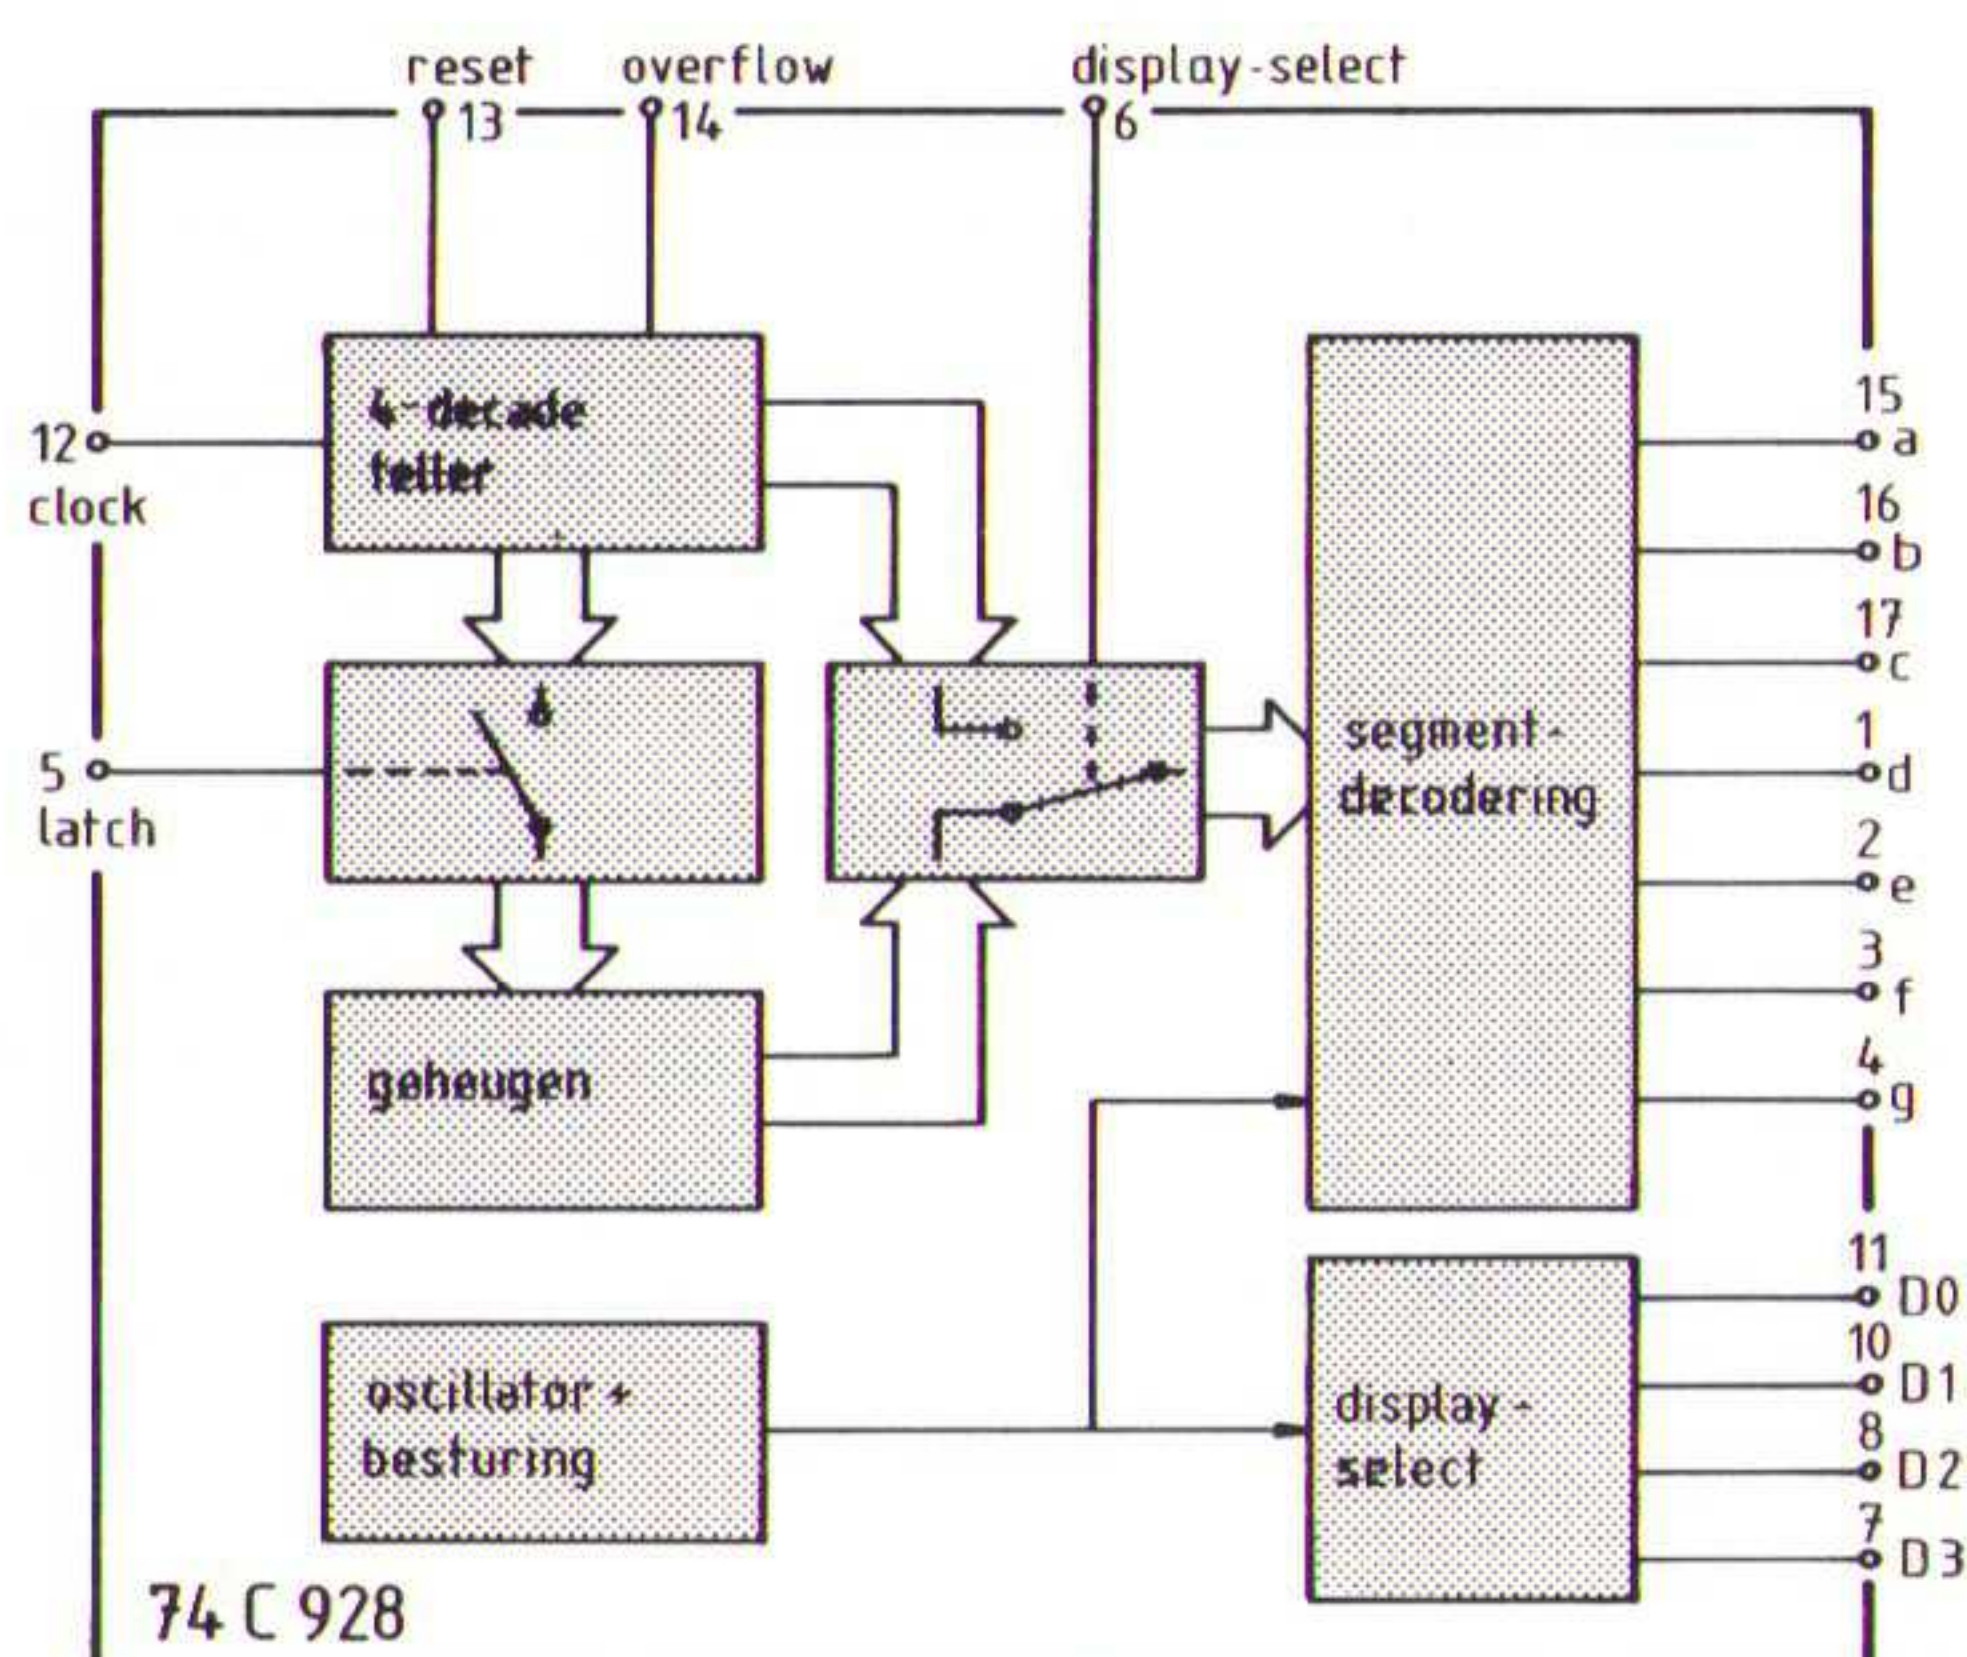 reset overflow display-select
13 14 6
4-decade
teller
12
clock
5
latch
geheugen
segment-
decodering
15
a
16
b
17
c
1
d
2
e
3
f
4
g
oscillator +
besturing
display-
select
11
D0
10
D1
8
D2
7
D3
74 C 928